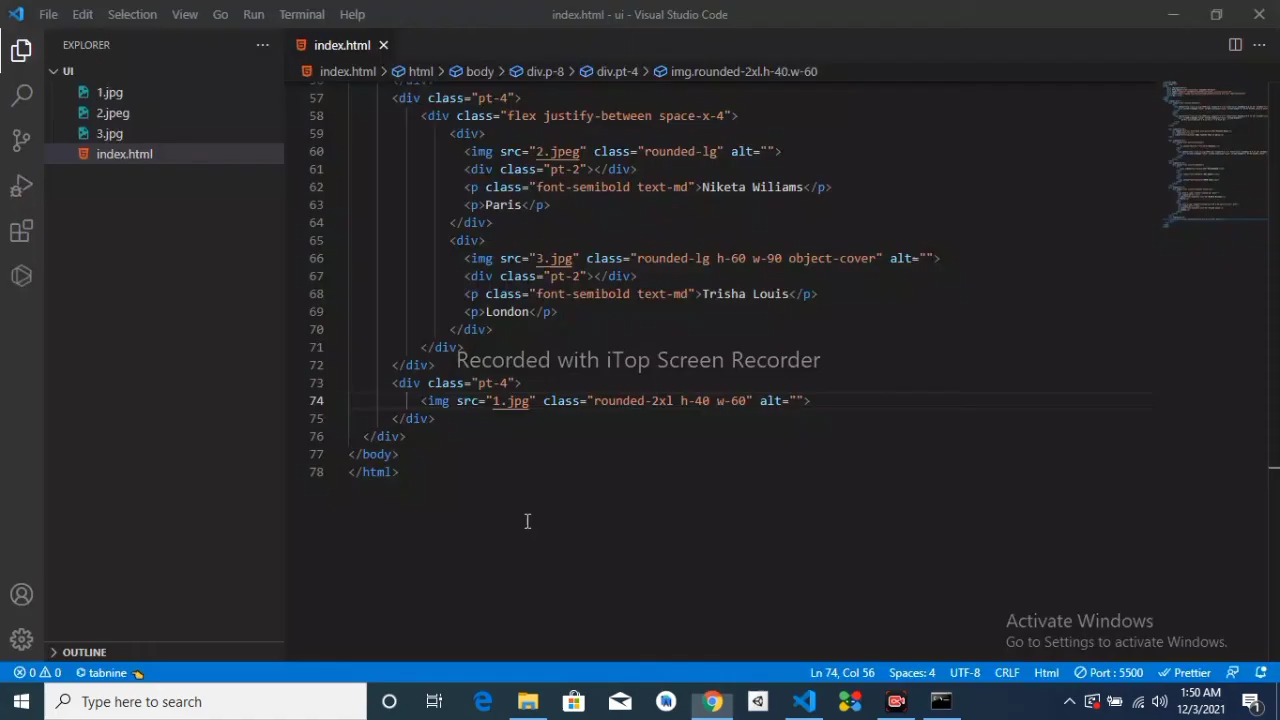 File Edit Selection View Go Run Terminal Help index.html - ui - Visual Studio Code
EXPLORER
index.html
UI
index.html > html > body > div.p-8 > div.pt-4 > img.rounded-2xl.h-40.w-60
1.jpg
2.jpeg
3.jpg
index.html
57 <div class="pt-4">
58 <div class="flex justify-between space-x-4">
59 <div>
60 <img src="2.jpeg" class="rounded-lg" alt="">
61 <div class="pt-2"></div>
62 <p class="font-semibold text-md">Niketa Wliams</p>
63 <p>Paris</p>
64 </div>
65 <div>
66 <img src="3.jpg" class="rounded-lg h-60 w-90 object-cover" alt="">
67 <div class="pt-2"></div>
68 <p class="font-semibold text-md">Trisha Louis</p>
69 <p>London</p>
70 </div>
71 </div>
72 </div>
73 <div class="pt-4">
74 <img src="1.jpg" class="rounded-2xl h-40 w-60" alt="">
75 </div>
76 </div>
77 </body>
78 </html>
Recorded with iTop Screen Recorder
Activate Windows
Go to Settings to activate Windows.
OUTLINE
0 0 tabnine Ln 74, Col 56 Spaces: 4 UTF-8 CRLF Html Port : 5500 Prettier
Type here to search
1:50 AM
12/3/2021
1